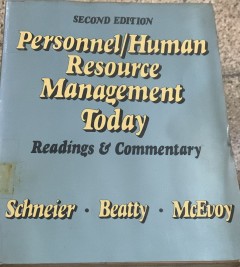 SECOND EDITION
Personnel/Human
Resource
Management
Today
Readings & Commentary
Schneier · Beatty · McEvoy